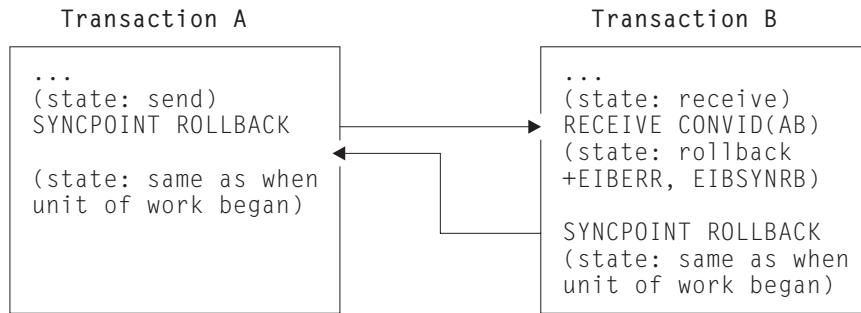 Transaction A
...
(state: send)
SYNCPOINT ROLLBACK
(state: same as when
unit of work began)
Transaction B
...
(state: receive)
RECEIVE CONVID(AB)
(state: rollback
+EIBERR, EIBSYNRB)
SYNCPOINT ROLLBACK
(state: same as when
unit of work began)